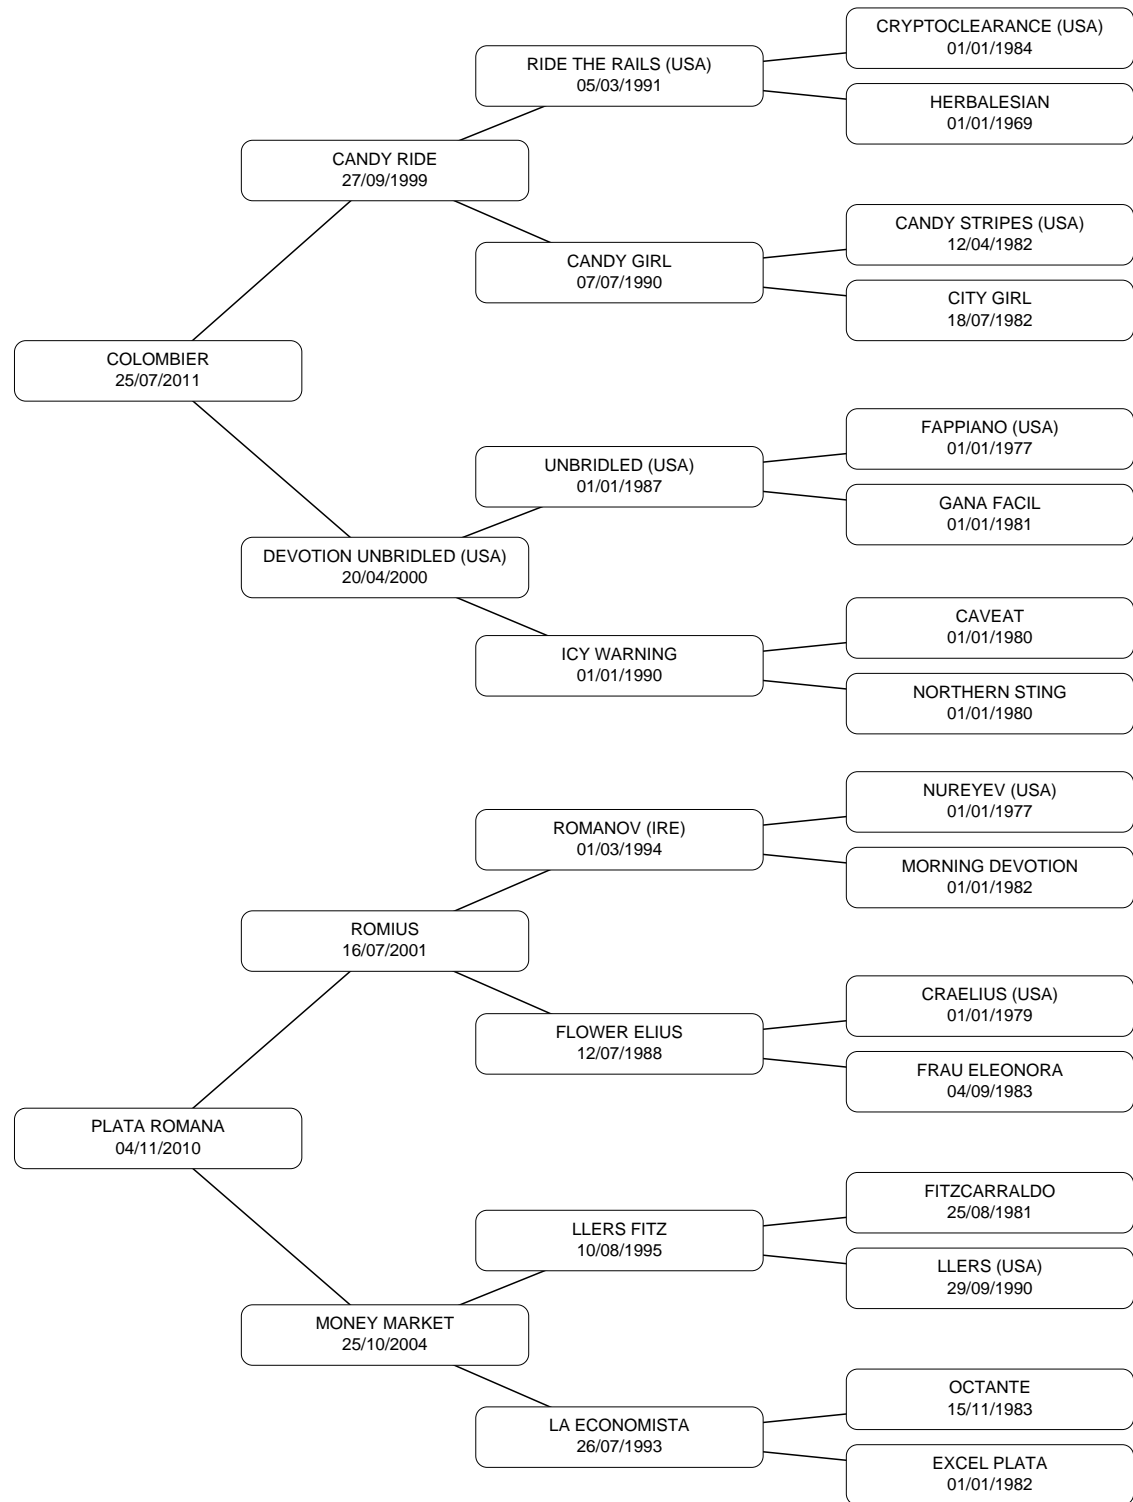 CRYPTOCLEARANCE (USA)
01/01/1984
RIDE THE RAILS (USA)
05/03/1991
HERBALESIAN
01/01/1969
CANDY RIDE
27/09/1999
CANDY STRIPES (USA)
12/04/1982
CANDY GIRL
07/07/1990
CITY GIRL
18/07/1982
COLOMBIER
25/07/2011
FAPPIANO (USA)
01/01/1977
UNBRIDLED (USA)
01/01/1987
GANA FACIL
01/01/1981
DEVOTION UNBRIDLED (USA)
20/04/2000
CAVEAT
01/01/1980
ICY WARNING
01/01/1990
NORTHERN STING
01/01/1980
NUREYEV (USA)
01/01/1977
ROMANOV (IRE)
01/03/1994
MORNING DEVOTION
01/01/1982
ROMIUS
16/07/2001
CRAELIUS (USA)
01/01/1979
FLOWER ELIUS
12/07/1988
FRAU ELEONORA
04/09/1983
PLATA ROMANA
04/11/2010
FITZCARRALDO
25/08/1981
LLERS FITZ
10/08/1995
LLERS (USA)
29/09/1990
MONEY MARKET
25/10/2004
OCTANTE
15/11/1983
LA ECONOMISTA
26/07/1993
EXCEL PLATA
01/01/1982